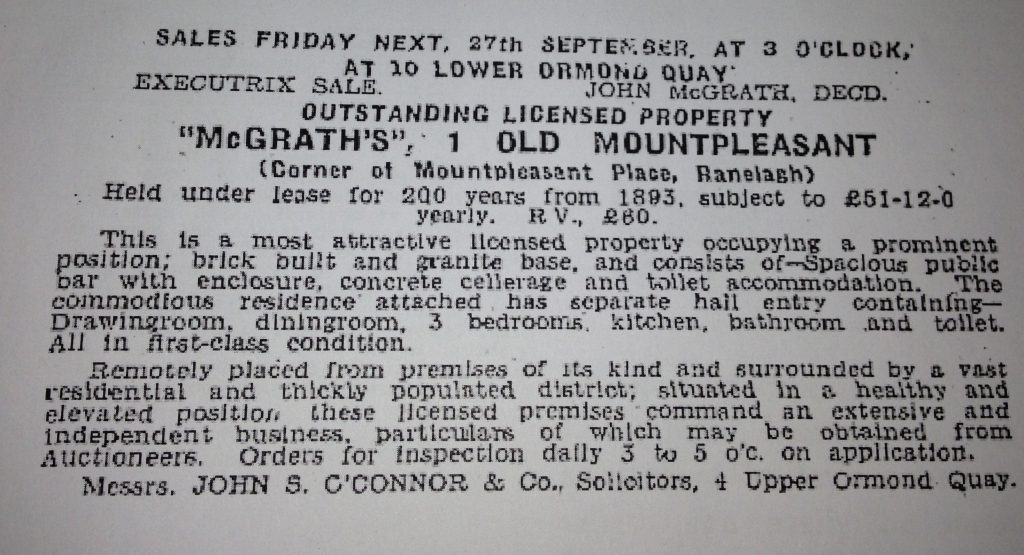 SALES FRIDAY NEXT, 27th SEPTEMBER, AT 3 O'CLOCK,
AT 10 LOWER ORMOND QUAY
EXECUTRIX SALE. JOHN McGRATH, DECD.
OUTSTANDING LICENSED PROPERTY
"McGRATH'S", 1 OLD MOUNTPLEASANT
(Corner of Mountpleasant Place, Ranelagh)
Held under lease for 200 years from 1893, subject to £51-12-0
yearly. R V., £60.
This is a most attractive licensed property occupying a prominent
position; brick built and granite base, and consists of—Spacious public
bar with enclosure, concrete cellerage and toilet accommodation. The
commodious residence attached has separate hall entry containing—
Drawingroom, diningroom, 3 bedrooms, kitchen, bathroom and toilet.
All in first-class condition.
Remotely placed from premises of its kind and surrounded by a vast
residential and thickly populated district; situated in a healthy and
elevated position these licensed premises command an extensive and
independent business, particulars of which may be obtained from
Auctioneers. Orders for inspection daily 3 to 5 o'c. on application.
Messrs. JOHN S. O'CONNOR & Co., Solicitors, 4 Upper Ormond Quay.